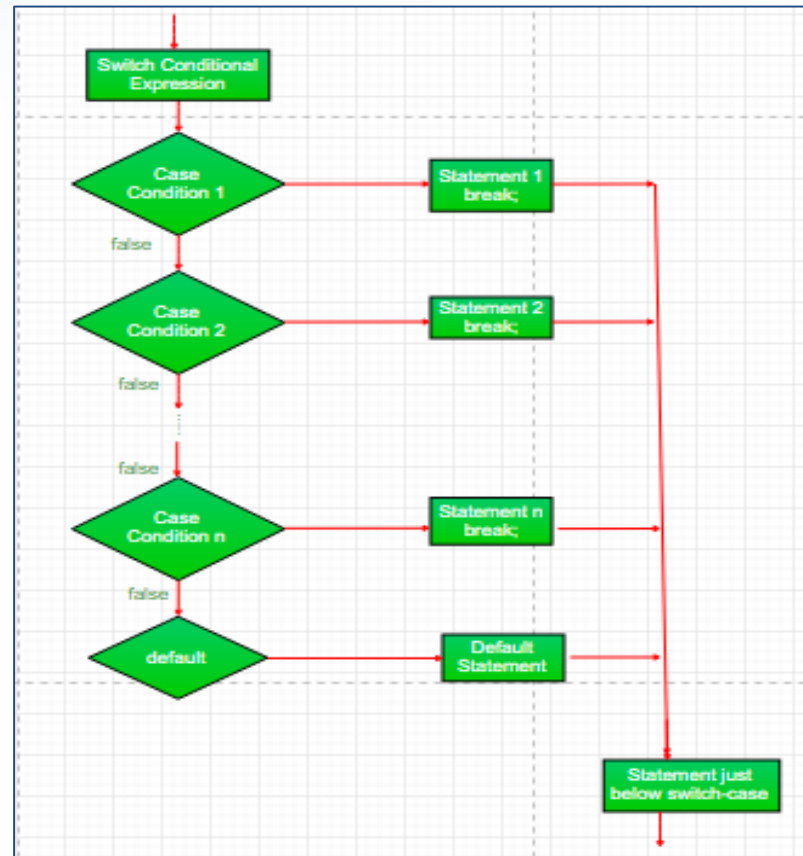 Switch Conditional
Expression
Case
Condition 1
Statement 1
break;
false
Case
Condition 2
Statement 2
break;
false
false
Case
Condition n
Statement n
break;
false
default
Default
Statement
Statement just
below switch-case